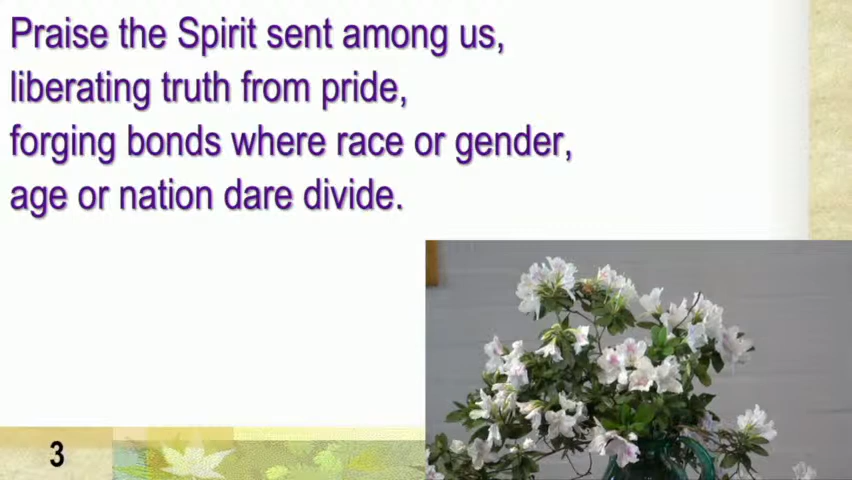 Praise the Spirit sent among us,
liberating truth from pride,
forging bonds where race or gender,
age or nation dare divide.
3